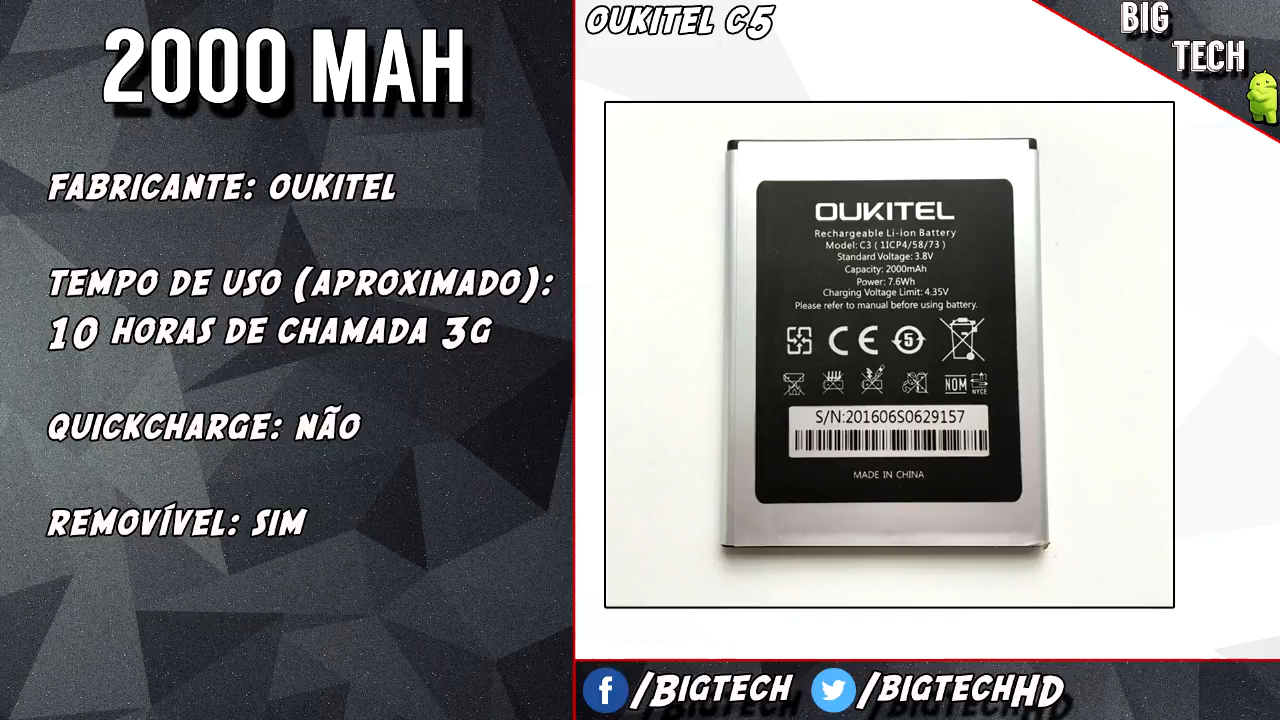 2000 MAH
FABRICANTE: OUKITEL
TEMPO DE USO (APROXIMADO):
10 HORAS DE CHAMADA 3G
QUICKCHARGE: NÃO
REMOVÍVEL: SIM
OUKITEL C5
BIG
TECH
OUKITEL
Rechargeable Li-ion Battery
Model: C3 ( 1ICP4/58/73 )
Standard Voltage: 3.8V
Capacity: 2000mAh
Power: 7.6Wh
Charging Voltage Limit: 4.35V
Please refer to manual before using battery.
CE
5
NOM
NYCE
S/N:201606S0629157
MADE IN CHINA
/BIGTECH
/BIGTECHHD